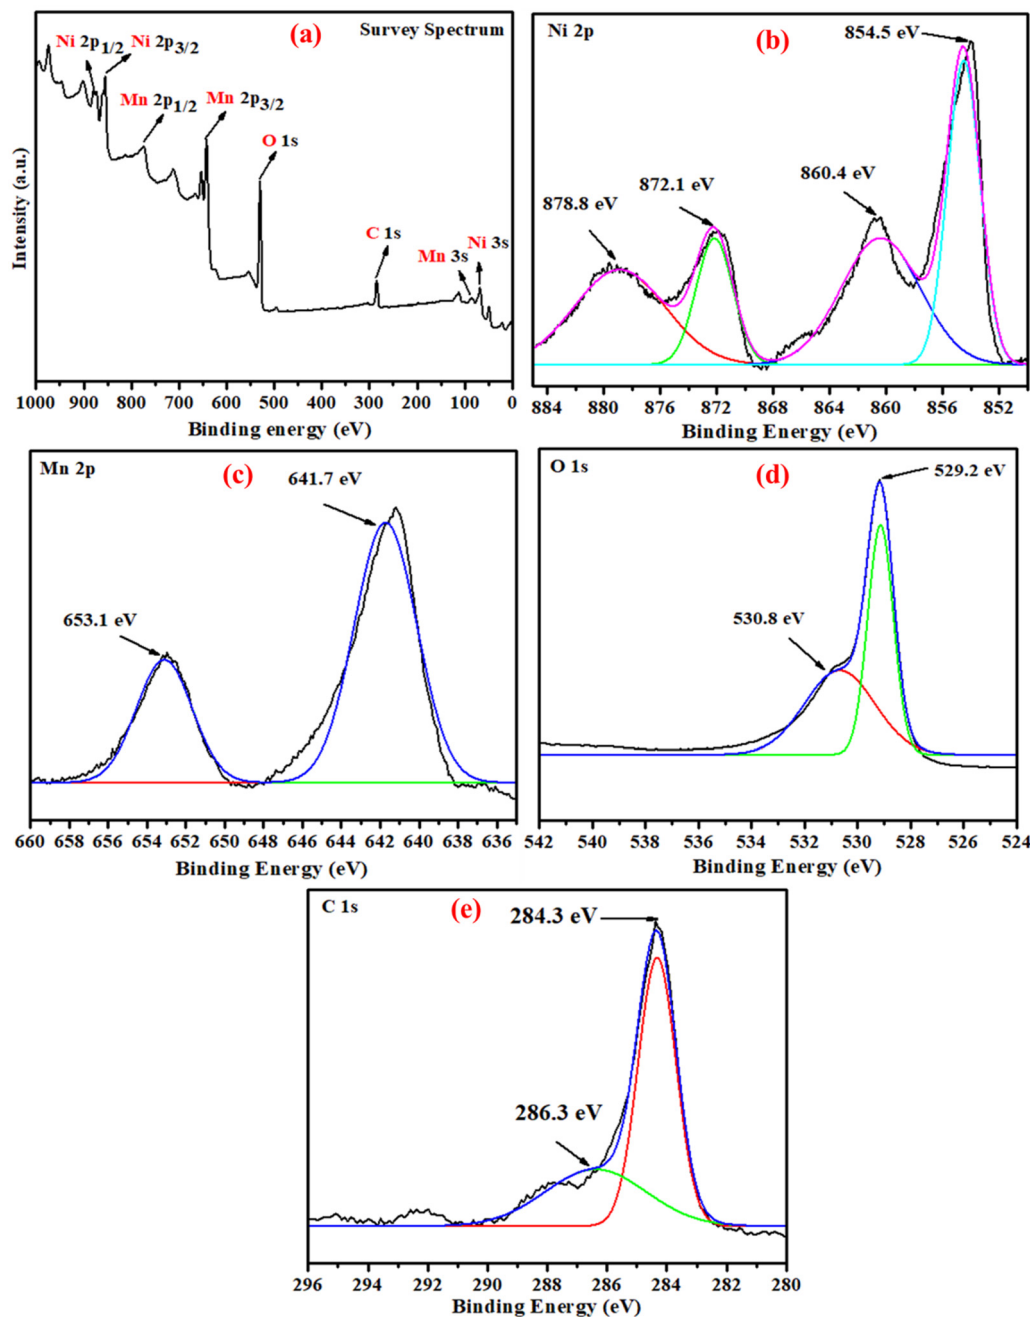 (a)
Survey Spectrum
Ni 2p1/2
Ni 2p3/2
Mn 2p1/2
Mn 2p3/2
O 1s
C 1s
Mn 3s
Ni 3s
Intensity (a.u.)
1000 900 800 700 600 500 400 300 200 100 0
Binding energy (eV)
Ni 2p
(b)
854.5 eV
860.4 eV
872.1 eV
878.8 eV
884 880 876 872 868 864 860 856 852
Binding Energy (eV)
Mn 2p
(c)
641.7 eV
653.1 eV
660 658 656 654 652 650 648 646 644 642 640 638 636
Binding Energy (eV)
O 1s
(d)
529.2 eV
530.8 eV
542 540 538 536 534 532 530 528 526 524
Binding Energy (eV)
C 1s
(e)
284.3 eV
286.3 eV
296 294 292 290 288 286 284 282 280
Binding Energy (eV)